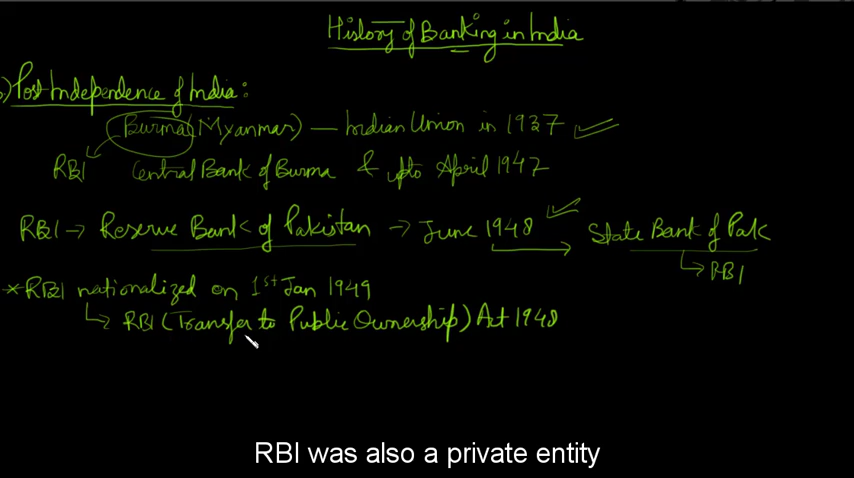 History of Banking in India
.) Post Independence of India:
Burma (Myanmar) — Indian Union in 1937
RBI Central Bank of Burma & upto April 1947
RBI → Reserve Bank of Pakistan → June 1948 → State Bank of Pak
↳ RBI
*RBI nationalized on 1st Jan 1949
↳ RBI (Transfer to Public Ownership) Act 1948
RBI was also a private entity